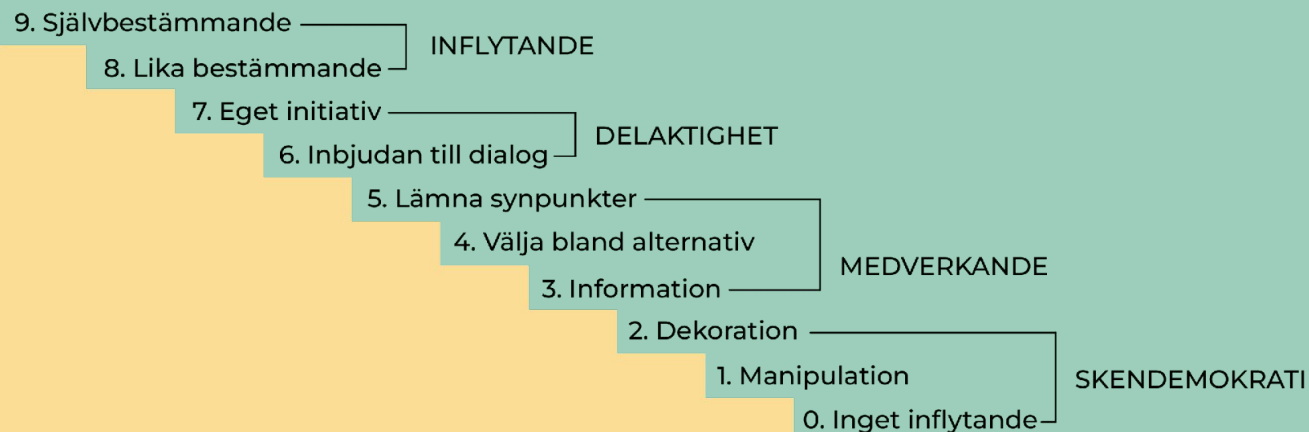 9. Självbestämmande
INFLYTANDE
8. Lika bestämmande
7. Eget initiativ
DELAKTIGHET
6. Inbjudan till dialog
5. Lämna synpunkter
4. Välja bland alternativ
MEDVERKANDE
3. Information
2. Dekoration
1. Manipulation
SKENDEMOKRATI
0. Inget inflytande